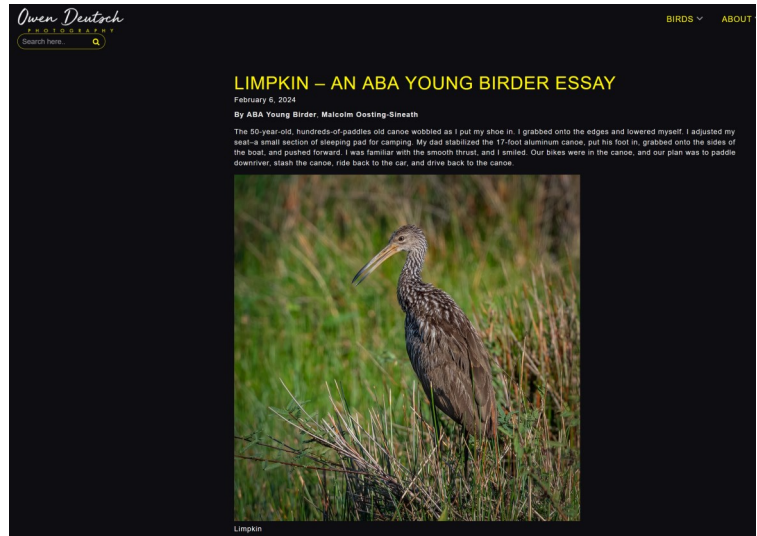 Owen Deutsch
PHOTOGRAPHY
Search here..
BIRDS
ABOUT
LIMPKIN – AN ABA YOUNG BIRDER ESSAY
February 6, 2024
By ABA Young Birder, Malcolm Oosting-Sineath
The 50-year-old, hundreds-of-paddles old canoe wobbled as I put my shoe in. I grabbed onto the edges and lowered myself. I adjusted my
seat–a small section of sleeping pad for camping. My dad stabilized the 17-foot aluminum canoe, put his foot in, grabbed onto the sides of
the boat, and pushed forward. I was familiar with the smooth thrust, and I smiled. Our bikes were in the canoe, and our plan was to paddle
downriver, stash the canoe, ride back to the car, and drive back to the canoe.
Limpkin